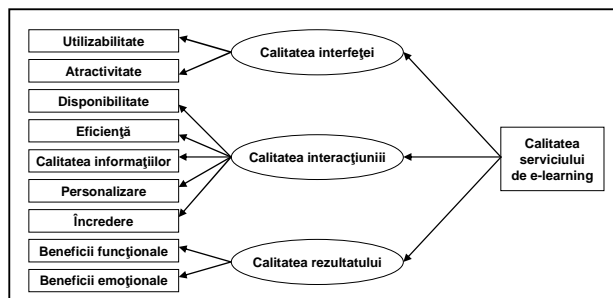 Utilizabilitate
Atractivitate
Disponibilitate
Eficienţă
Calitatea informaţiilor
Personalizare
Încredere
Beneficii funcţionale
Beneficii emoţionale
Calitatea interfeţei
Calitatea interacţiuniii
Calitatea rezultatului
Calitatea
serviciului
de e-learning